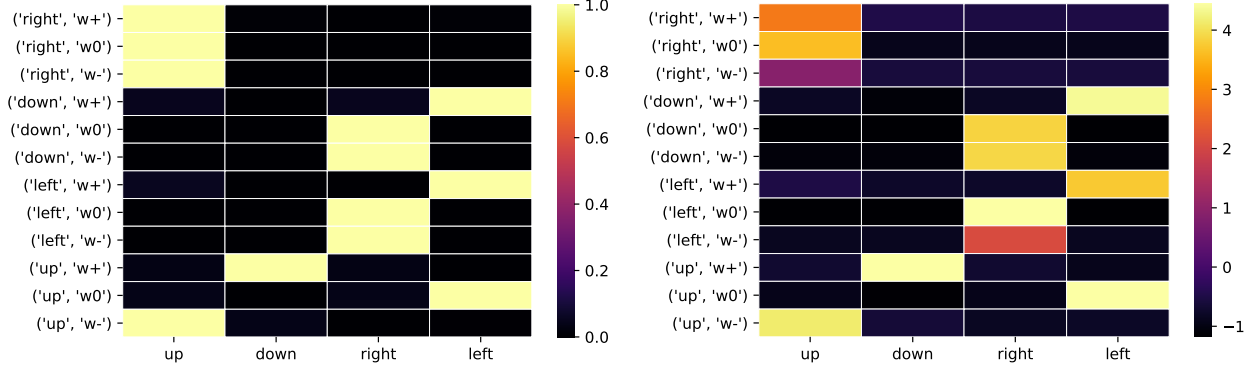 ('right', 'w+')
('right', 'w0')
('right', 'w-')
('down', 'w+')
('down', 'w0')
('down', 'w-')
('left', 'w+')
('left', 'w0')
('left', 'w-')
('up', 'w+')
('up', 'w0')
('up', 'w-')
up down right left
1.0
0.8
0.6
0.4
0.2
0.0
('right', 'w+')
('right', 'w0')
('right', 'w-')
('down', 'w+')
('down', 'w0')
('down', 'w-')
('left', 'w+')
('left', 'w0')
('left', 'w-')
('up', 'w+')
('up', 'w0')
('up', 'w-')
up down right left
4
3
2
1
0
−1